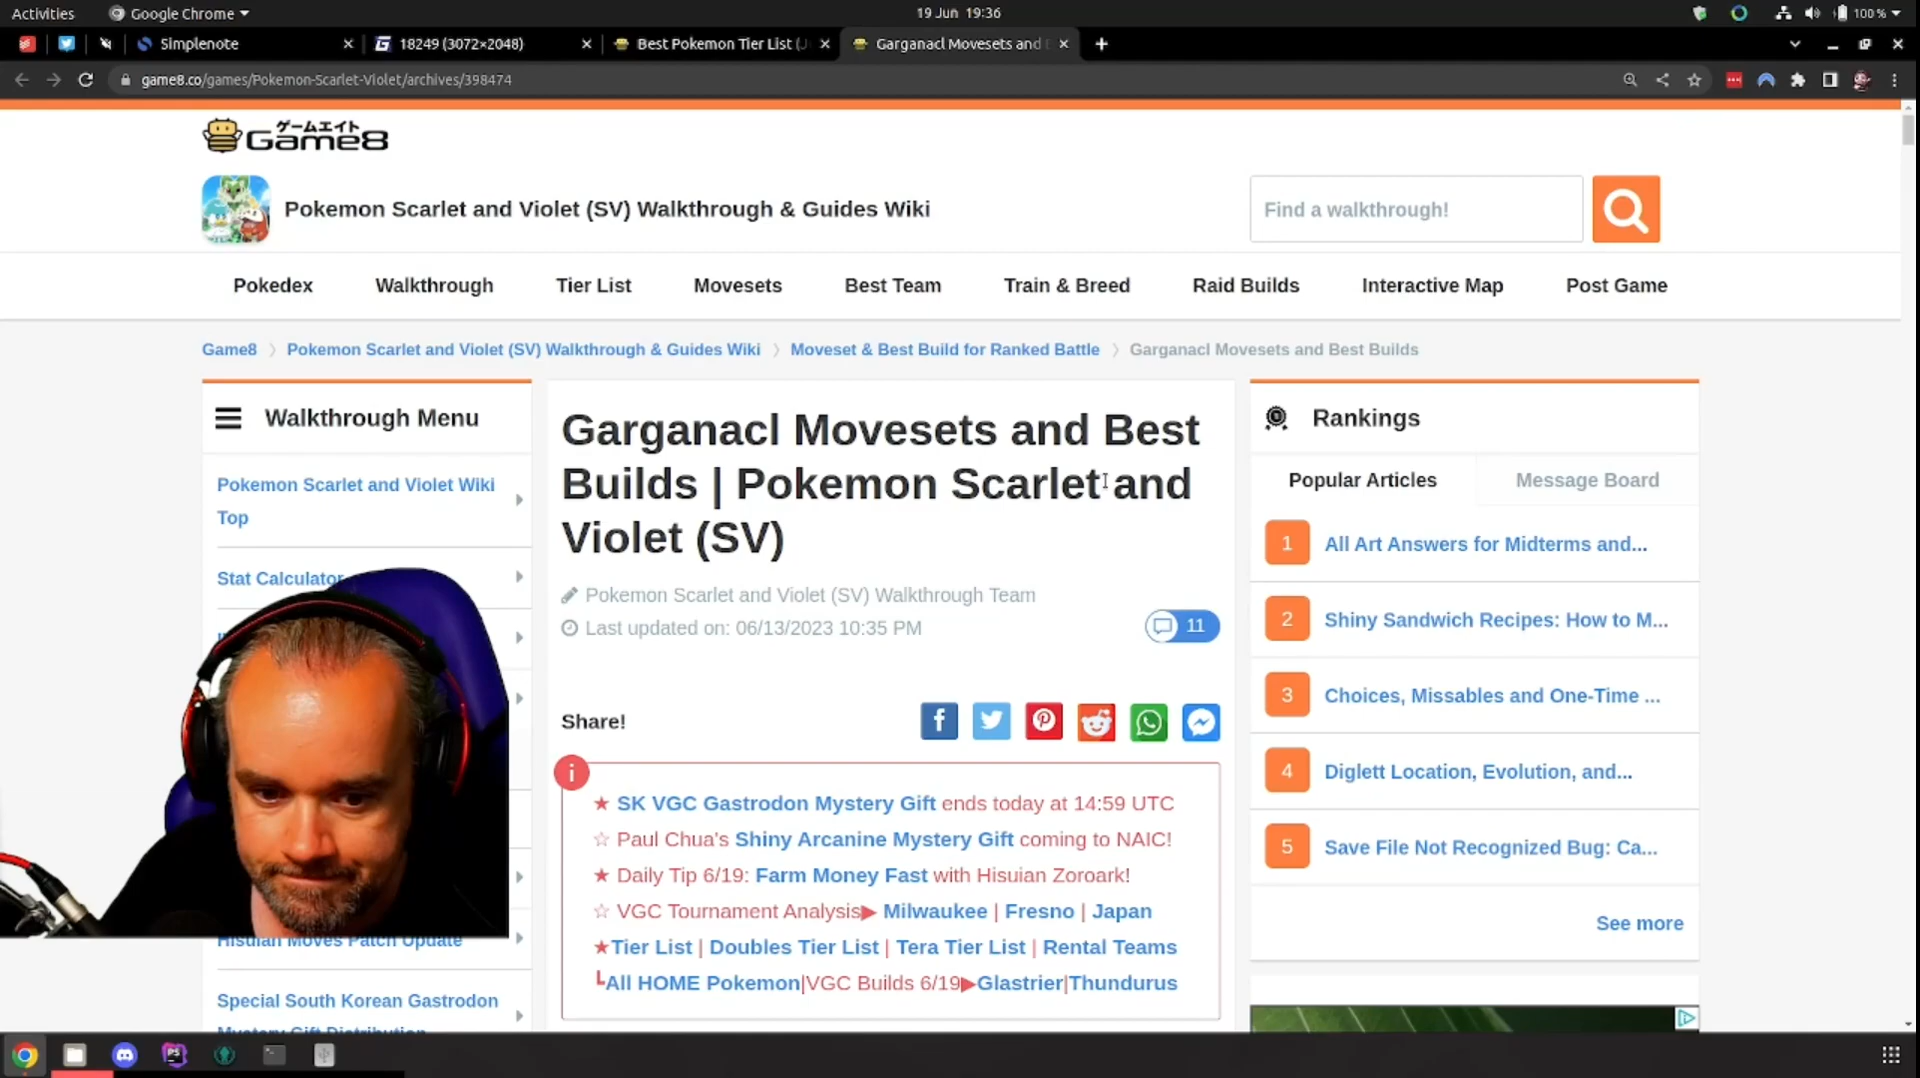 Activities
Google Chrome
19 Jun 19:36
100 %
Simplenote
18249 (3072×2048)
Best Pokemon Tier List (J
Garganacl Movesets and
game8.co/games/Pokemon-Scarlet-Violet/archives/398474
ゲームエイト
Game8
Pokemon Scarlet and Violet (SV) Walkthrough & Guides Wiki
Find a walkthrough!
Pokedex
Walkthrough
Tier List
Movesets
Best Team
Train & Breed
Raid Builds
Interactive Map
Post Game
Game8
Pokemon Scarlet and Violet (SV) Walkthrough & Guides Wiki
Moveset & Best Build for Ranked Battle
Garganacl Movesets and Best Builds
Walkthrough Menu
Pokemon Scarlet and Violet Wiki
Top
Stat Calculator
Hisuian Moves Patch Update
Special South Korean Gastrodon
Mystery Gift Distribution
Garganacl Movesets and Best
Builds | Pokemon Scarlet and
Violet (SV)
Pokemon Scarlet and Violet (SV) Walkthrough Team
Last updated on: 06/13/2023 10:35 PM
11
Share!
★ SK VGC Gastrodon Mystery Gift ends today at 14:59 UTC
☆ Paul Chua's Shiny Arcanine Mystery Gift coming to NAIC!
★ Daily Tip 6/19: Farm Money Fast with Hisuian Zoroark!
☆ VGC Tournament Analysis▶ Milwaukee | Fresno | Japan
★Tier List | Doubles Tier List | Tera Tier List | Rental Teams
┗All HOME Pokemon|VGC Builds 6/19▶Glastrier|Thundurus
Rankings
Popular Articles
Message Board
1 All Art Answers for Midterms and...
2 Shiny Sandwich Recipes: How to M...
3 Choices, Missables and One-Time ...
4 Diglett Location, Evolution, and...
5 Save File Not Recognized Bug: Ca...
See more